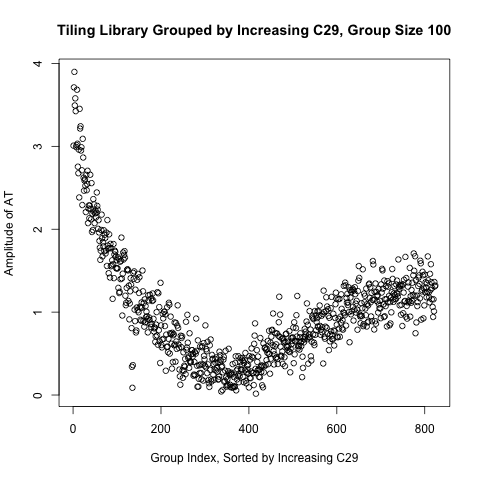 Tiling Library Grouped by Increasing C29, Group Size 100
4
3
2
1
0
Amplitude of AT
0 200 400 600 800
Group Index, Sorted by Increasing C29